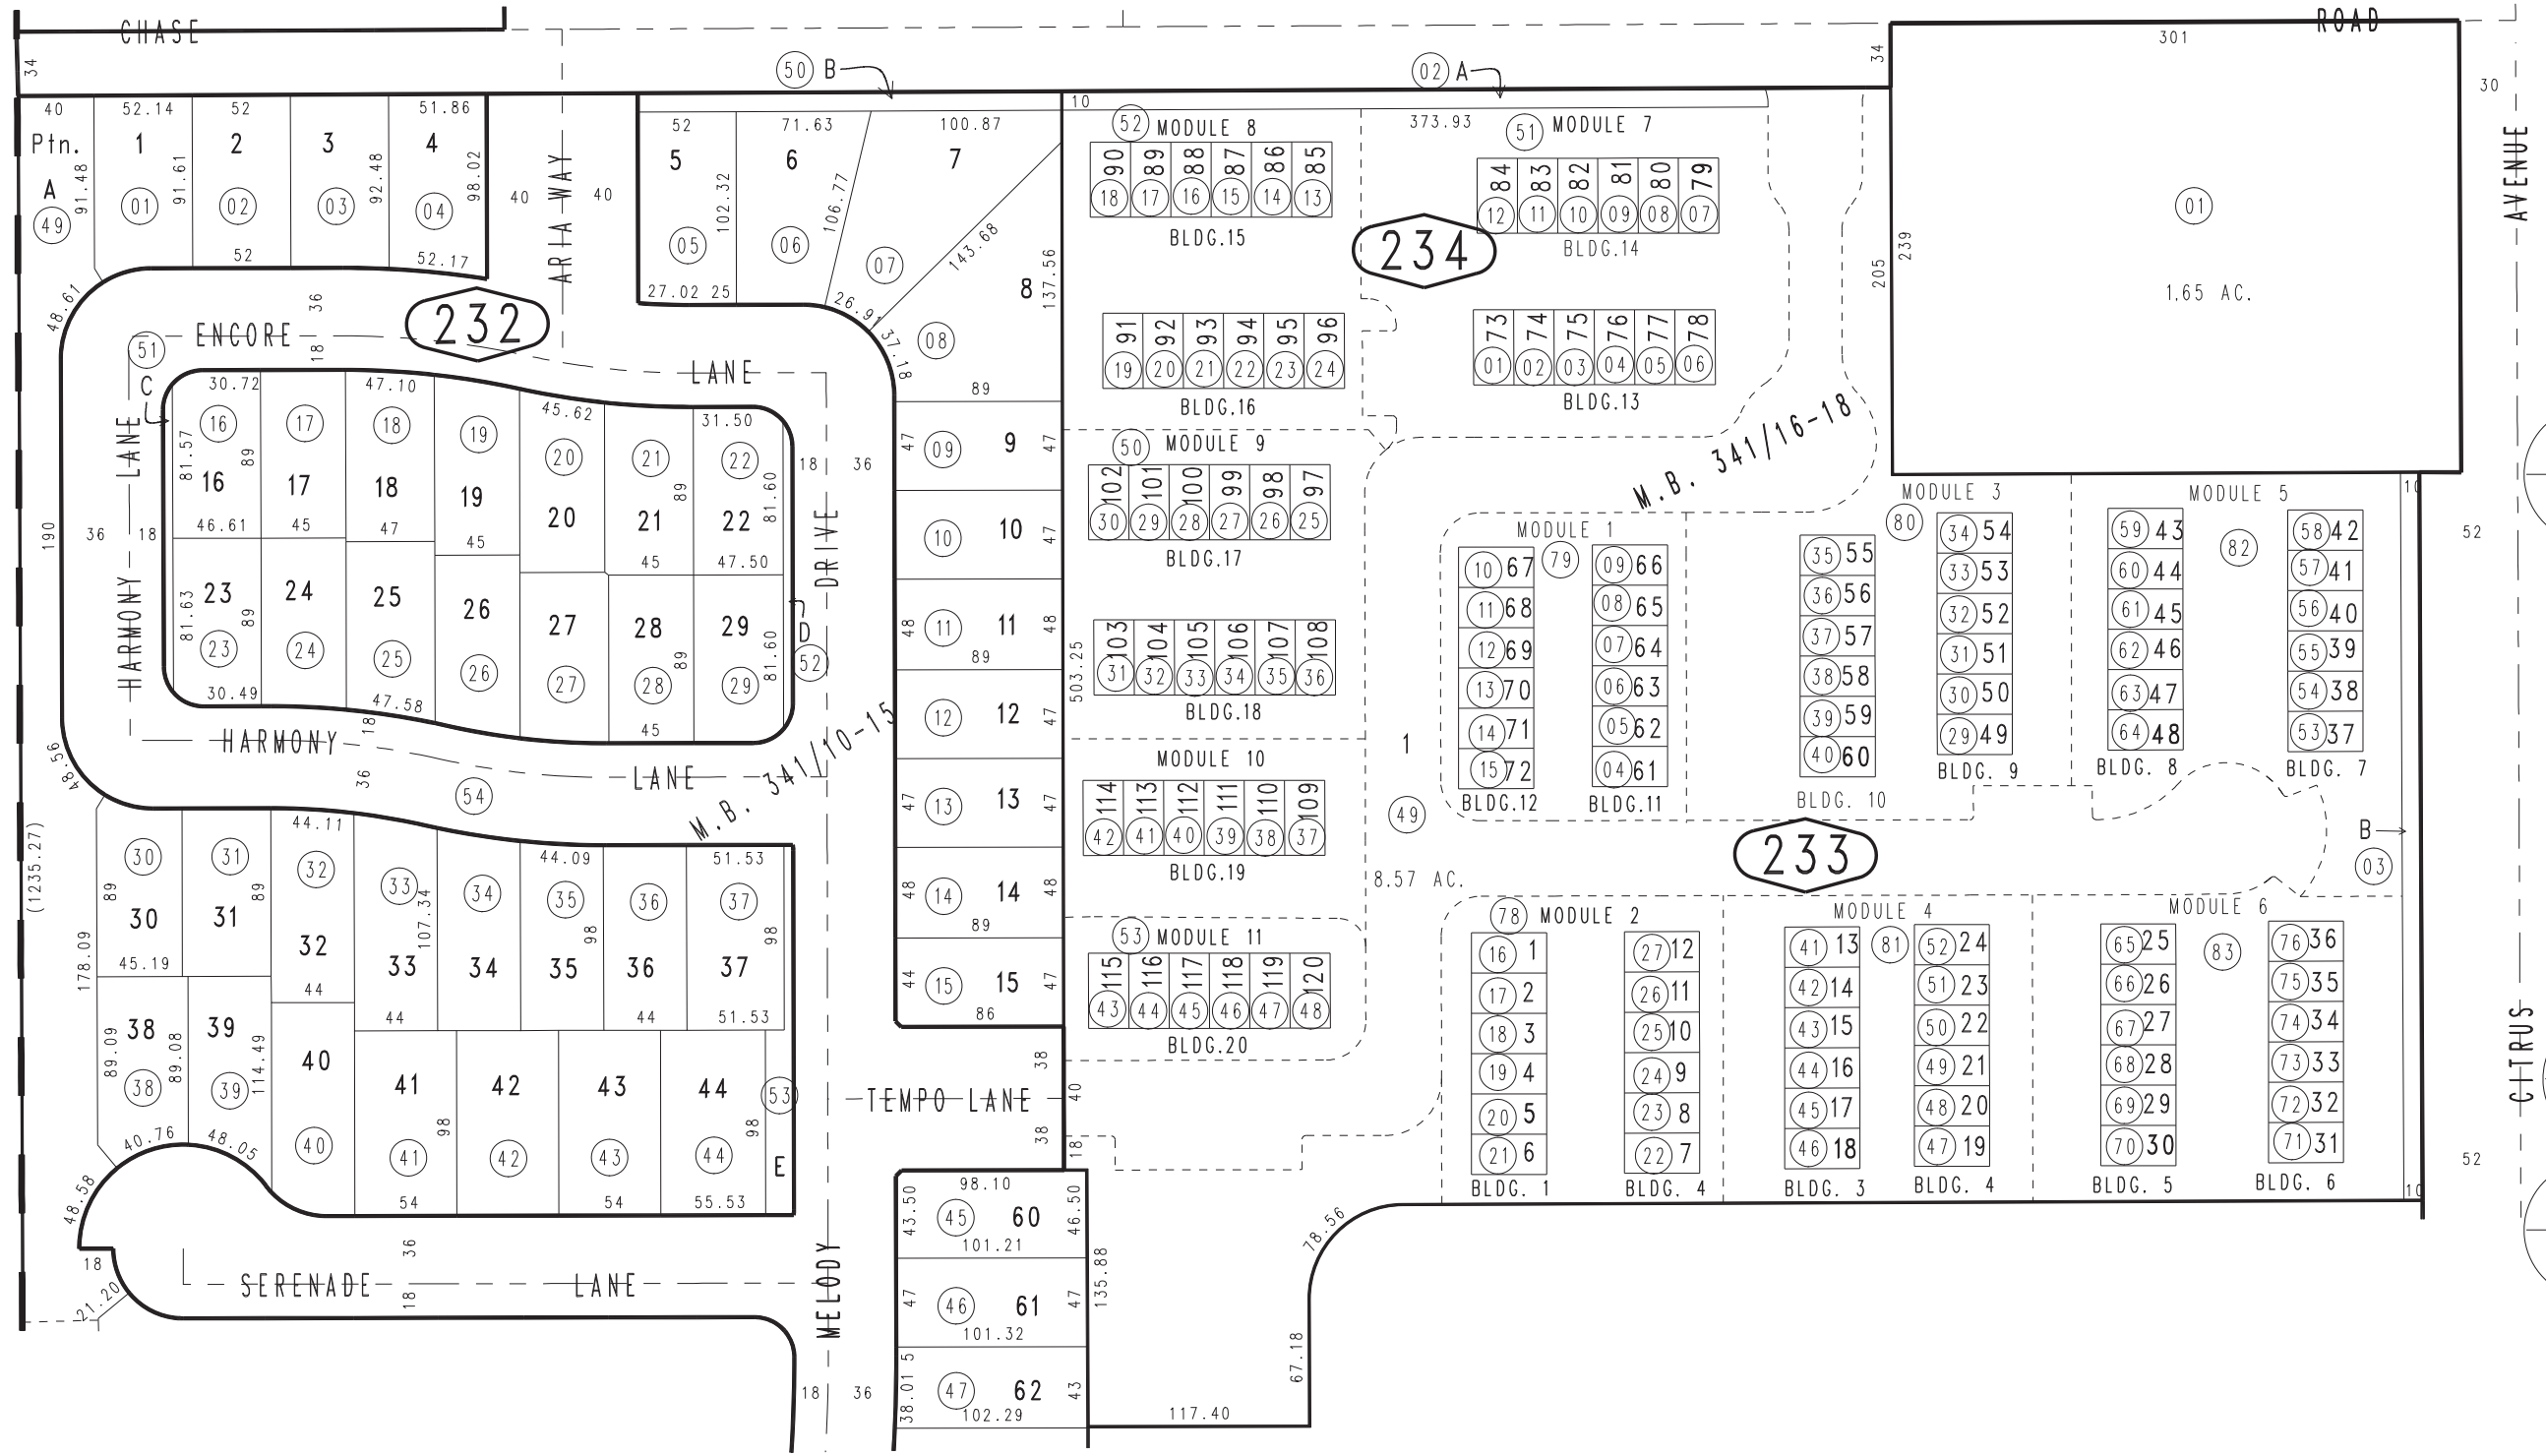 CHASE
ROAD
34
50 B
02 A
34
301
30
40 52.14 52 51.86
Ptn. 1 2 3 4
A 91.48 91.61 92.48 98.02
49 01 02 03 04
52 52.17
40 ARIA WAY 40
52 71.63 100.87
5 6 7
102.32 106.77 143.68
05 06 07
27.02 25 26.91 37.18
8 137.56
08
89
10
52 MODULE 8
90 89 88 87 86 85
18 17 16 15 14 13
BLDG.15
373.93
51 MODULE 7
84 83 82 81 80 79
12 11 10 09 08 07
BLDG.14
234
205 239
01
1.65 AC.
AVENUE
91 92 93 94 95 96
19 20 21 22 23 24
BLDG.16
73 74 75 76 77 78
01 02 03 04 05 06
BLDG.13
M.B. 341/16-18
48.61
36
232
ENCORE
18
LANE
51
C
HARMONY LANE
190
36 18
30.72 47.10 45.62 31.50
16 17 18 19 20 21 22
81.57 89 89 81.60
16 17 18 19 20 21 22
46.61 45 47 45 45 47.50
23 24 25 26 27 28 29
81.63 89 89 81.60
23 24 25 26 27 28 29
30.49 47.58 45
18 36
DRIVE
D
52
47 09 9 47
10 10 47
48 11 11 48
89
12 12 47
47 13 13 47
48 14 14 48
89
44 15 15 47
86
503.25
50 MODULE 9
102 101 100 99 98 97
30 29 28 27 26 25
BLDG.17
103 104 105 106 107 108
31 32 33 34 35 36
BLDG.18
MODULE 10
114 113 112 111 110 109
42 41 40 39 38 37
BLDG.19
53 MODULE 11
115 116 117 118 119 120
43 44 45 46 47 48
BLDG.20
1
49
8.57 AC.
MODULE 1
79
10 67 09 66
11 68 08 65
12 69 07 64
13 70 06 63
14 71 05 62
15 72 04 61
BLDG.12 BLDG.11
MODULE 3
80
35 55 34 54
36 56 33 53
37 57 32 52
38 58 31 51
39 59 30 50
40 60 29 49
BLDG. 10 BLDG. 9
MODULE 5
82
59 43 58 42
60 44 57 41
61 45 56 40
62 46 55 39
63 47 54 38
64 48 53 37
BLDG. 8 BLDG. 7
10
52
233
B
03
78 MODULE 2
16 1 27 12
17 2 26 11
18 3 25 10
19 4 24 9
20 5 23 8
21 6 22 7
BLDG. 1 BLDG. 4
MODULE 4
81
41 13 52 24
42 14 51 23
43 15 50 22
44 16 49 21
45 17 48 20
46 18 47 19
BLDG. 3 BLDG. 4
MODULE 6
83
65 25 76 36
66 26 75 35
67 27 74 34
68 28 73 33
69 29 72 32
70 30 71 31
BLDG. 5 BLDG. 6
10
52
CITRUS
48.56
HARMONY
18
36
LANE
54
M.B. 341/10-15
(1235.27)
178.09
44.11 44.09 51.53
30 31 32 33 34 35 36 37
89 89 107.34 98 98
30 31 32 33 34 35 36 37
45.19 44 44 44 51.53
38 39 40 41 42 43 44
89.09 89.08 114.49 98 98
38 39 40 41 42 43 44
53
E
40.76 48.05 54 54 55.53
48.58
18
21.20
36
SERENADE LANE
18
MELODY
18 36
38
TEMPO LANE
40
38
18
98.10
43.50 45 60 46.50
101.21
47 46 61 47
101.32
38.01 5 47 62 43
102.29
135.88
117.40
67.18
78.56